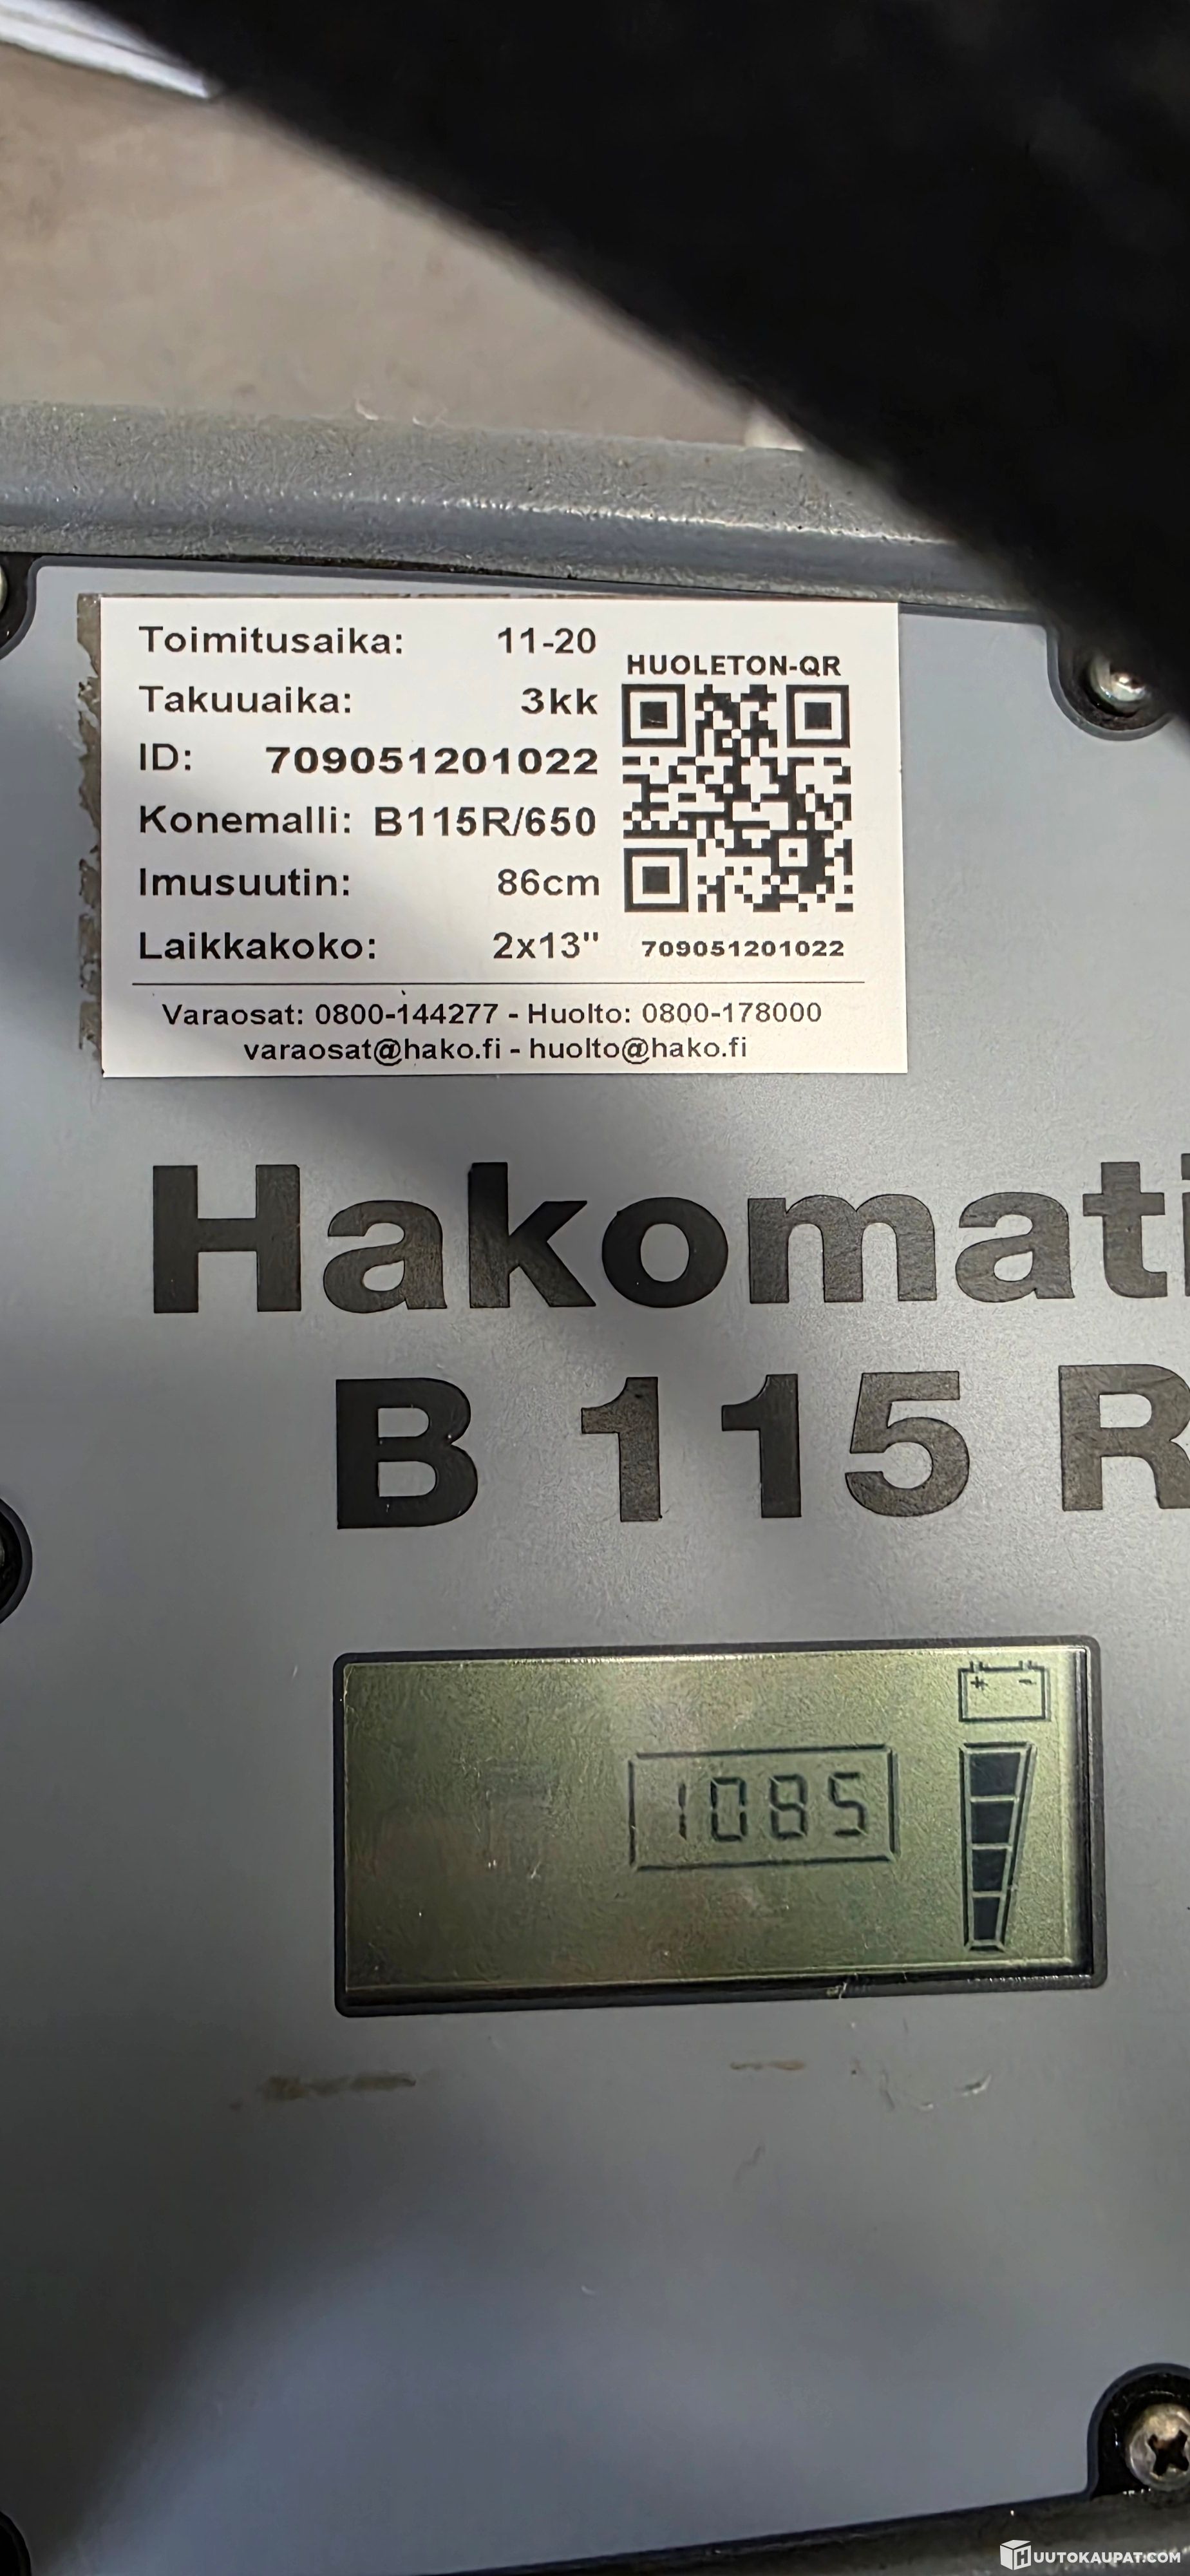 Toimitusaika: 11-20
Takuuaika: 3kk
ID: 709051201022
Konemalli: B115R/650
Imusuutin: 86cm
Laikkakoko: 2x13"
HUOLETON-QR
709051201022
Varaosat: 0800-144277 - Huolto: 0800-178000
varaosat@hako.fi - huolto@hako.fi
Hakomati
B 115 R
+ -
1085
HUUTOKAUPAT.COM